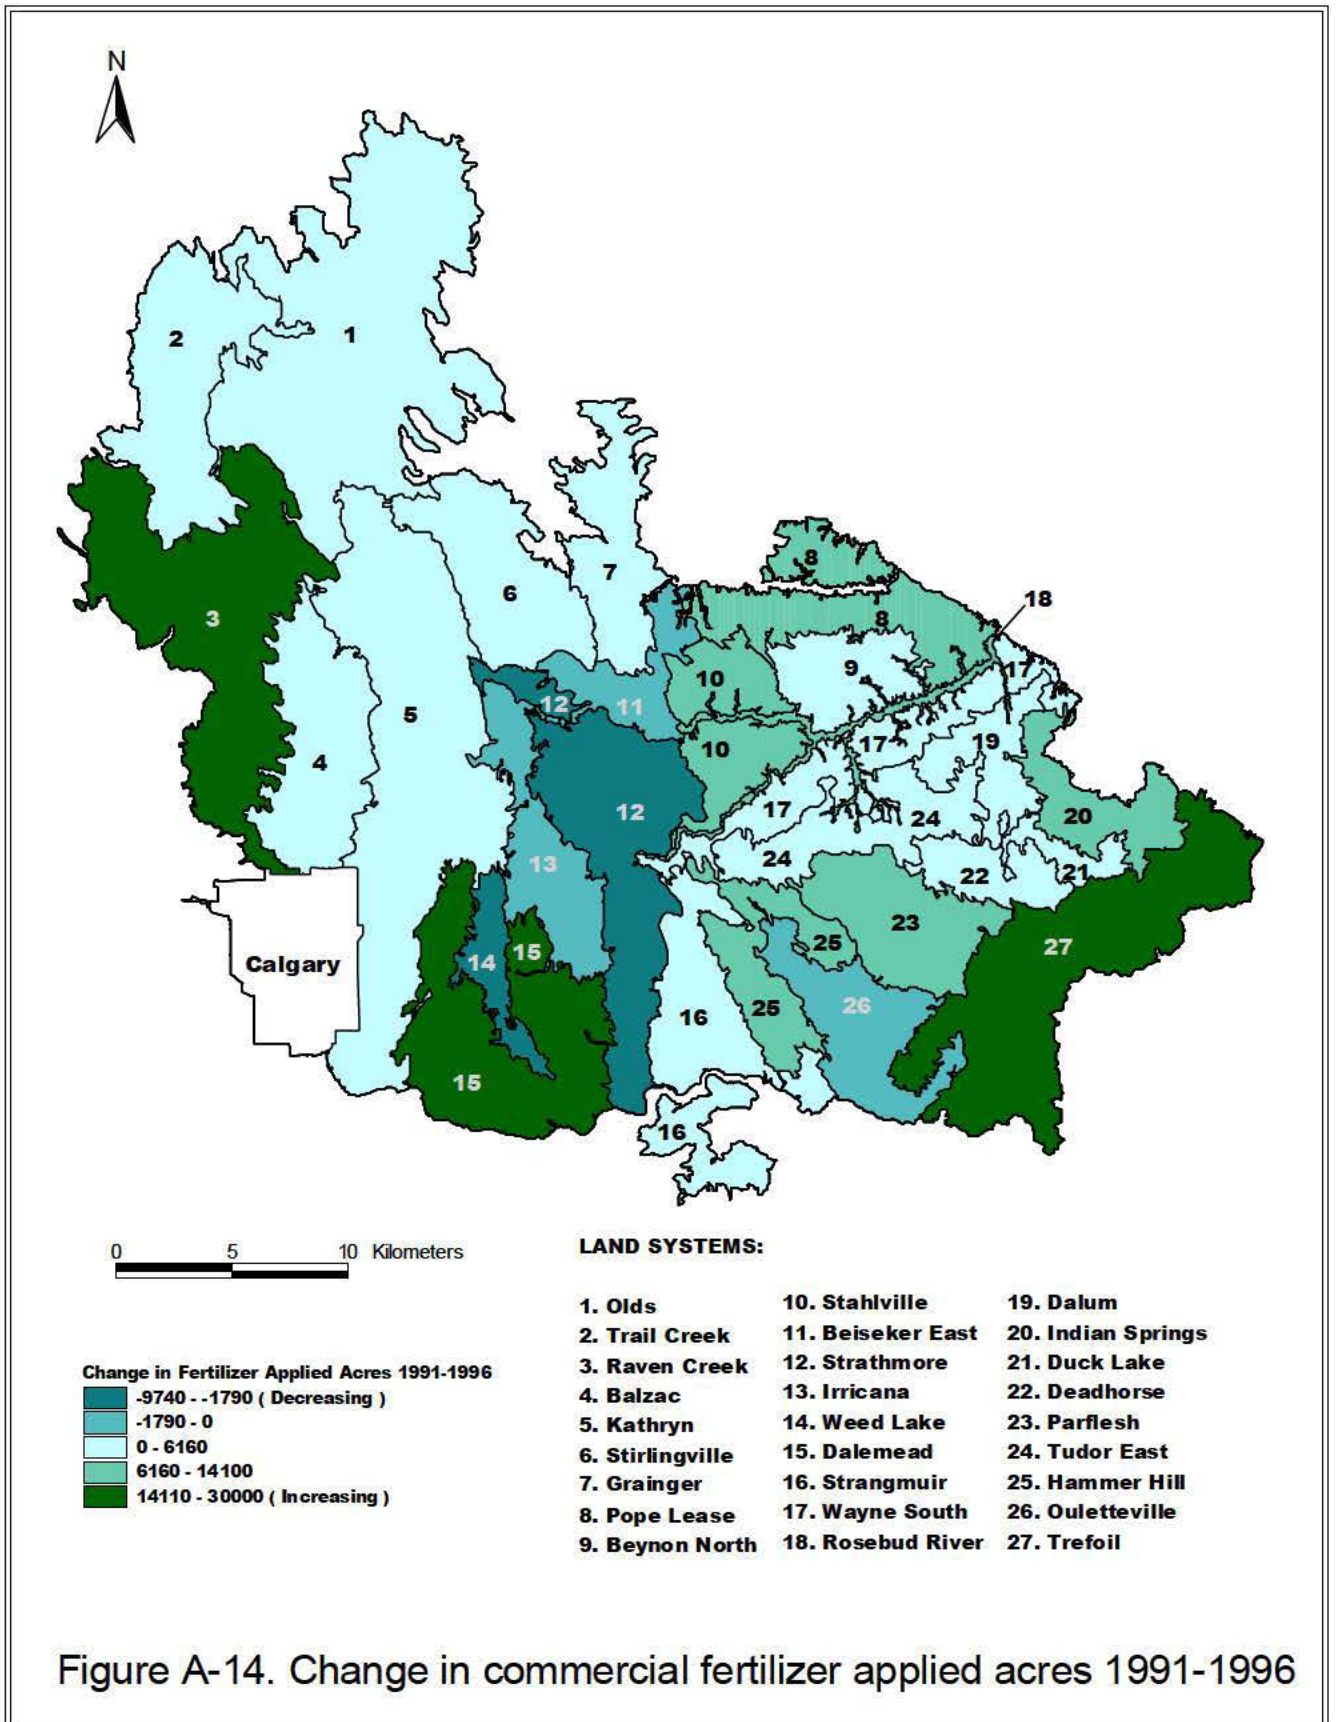 N
2
1
3
6
7
8
8
18
17
9
10
5
4
12
11
10
17
19
12
17
24
20
13
24
22
21
23
Calgary
14
15
25
27
26
25
16
15
16
0 5 10 Kilometers
Change in Fertilizer Applied Acres 1991-1996
-9740 - -1790 ( Decreasing )
-1790 - 0
0 - 6160
6160 - 14100
14110 - 30000 ( Increasing )
LAND SYSTEMS:
1. Olds
2. Trail Creek
3. Raven Creek
4. Balzac
5. Kathryn
6. Stirlingville
7. Grainger
8. Pope Lease
9. Beynon North
10. Stahlville
11. Beiseker East
12. Strathmore
13. Irricana
14. Weed Lake
15. Dalemead
16. Strangmuir
17. Wayne South
18. Rosebud River
19. Dalum
20. Indian Springs
21. Duck Lake
22. Deadhorse
23. Parflesh
24. Tudor East
25. Hammer Hill
26. Ouletteville
27. Trefoil
Figure A-14. Change in commercial fertilizer applied acres 1991-1996